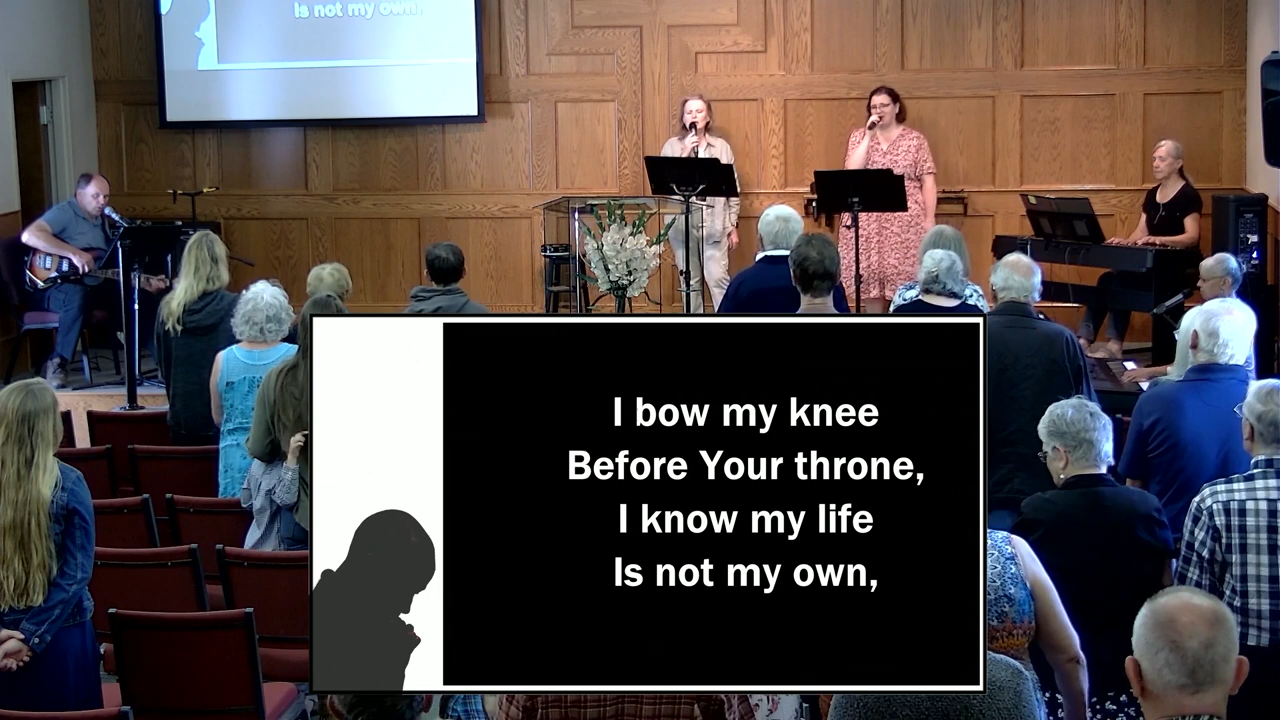 Is not my own,
I bow my knee
Before Your throne,
I know my life
Is not my own,